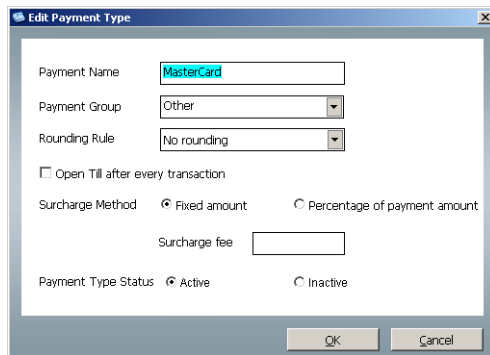 Edit Payment Type
Payment Name MasterCard
Payment Group Other
Rounding Rule No rounding
Open Till after every transaction
Surcharge Method Fixed amount Percentage of payment amount
Surcharge fee
Payment Type Status Active Inactive
OK Cancel